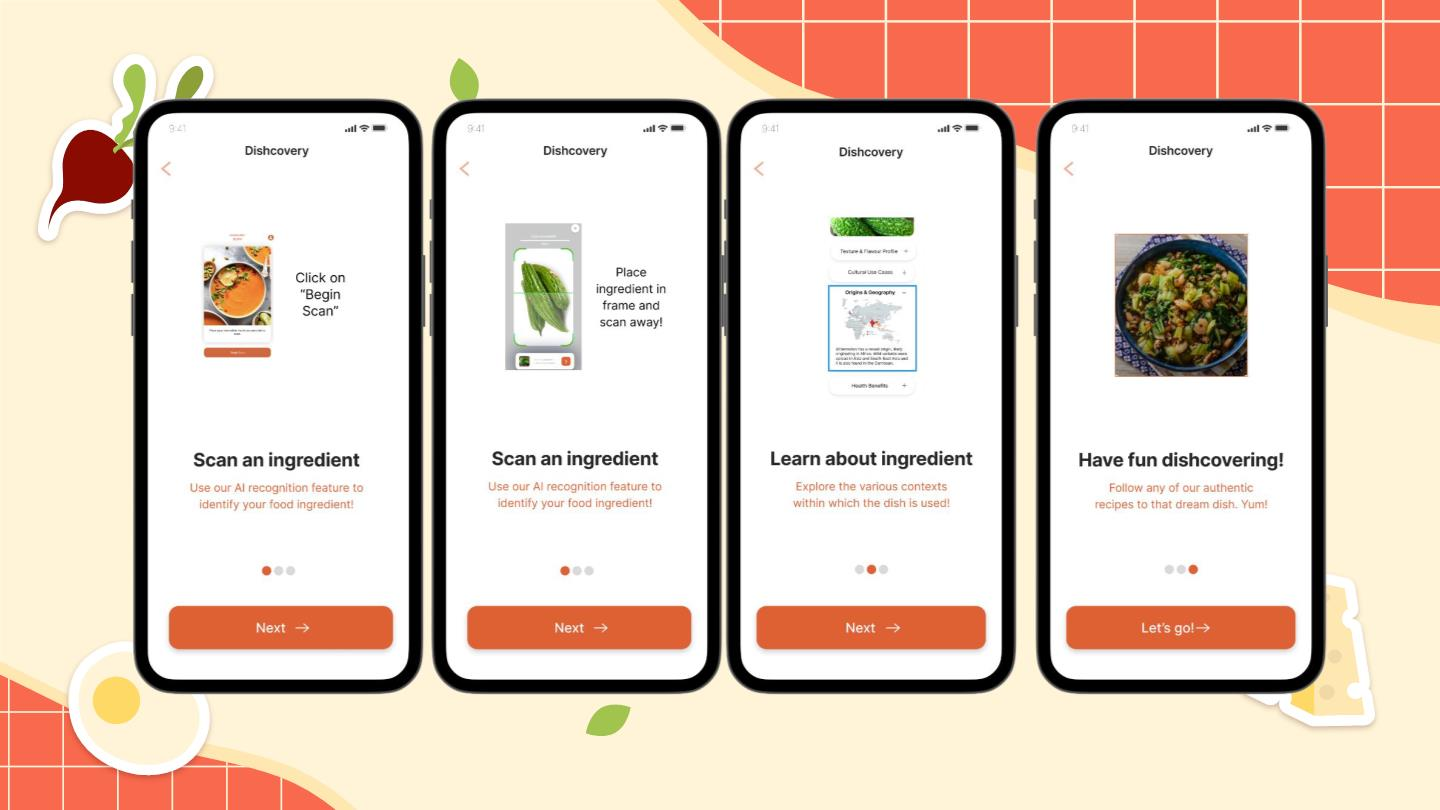 9:41
Dishcovery
Click on
“Begin
Scan”
Scan an ingredient
Use our AI recognition feature to
identify your food ingredient!
Next →
9:41
Dishcovery
Place
ingredient in
frame and
scan away!
Scan an ingredient
Use our AI recognition feature to
identify your food ingredient!
Next →
9:41
Dishcovery
Texture & Flavour Profile +
Cultural Use Cases +
Origins & Geography −
Health Benefits +
Learn about ingredient
Explore the various contexts
within which the dish is used!
Next →
9:41
Dishcovery
Have fun dishcovering!
Follow any of our authentic
recipes to that dream dish. Yum!
Let’s go!→